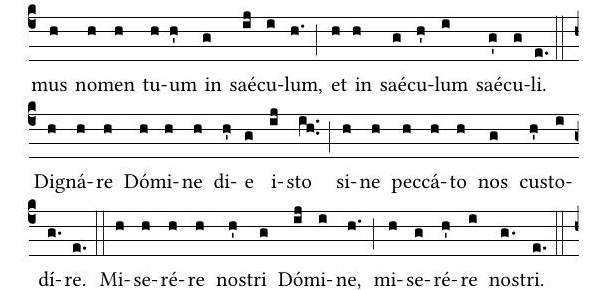 mus nomen tu-um in saécu-lum, et in saécu-lum saécu-li.
Digná-re Dómi-ne di-e i-sto si-ne peccá-to nos custo-
dí-re. Mi-se-ré-re nostri Dómi-ne, mi-se-ré-re nostri.